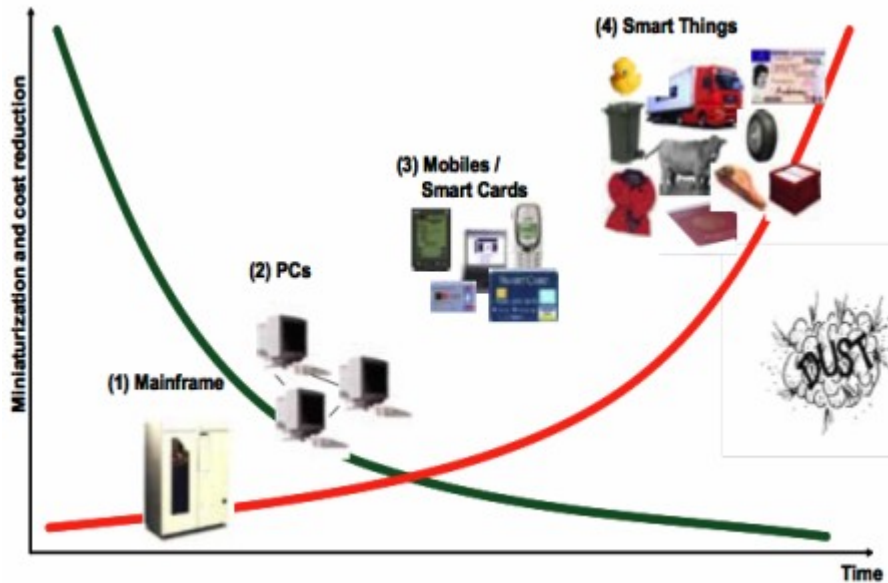 (4) Smart Things
(3) Mobiles /
Smart Cards
(2) PCs
(1) Mainframe
Miniaturization and cost reduction
DUST
Time